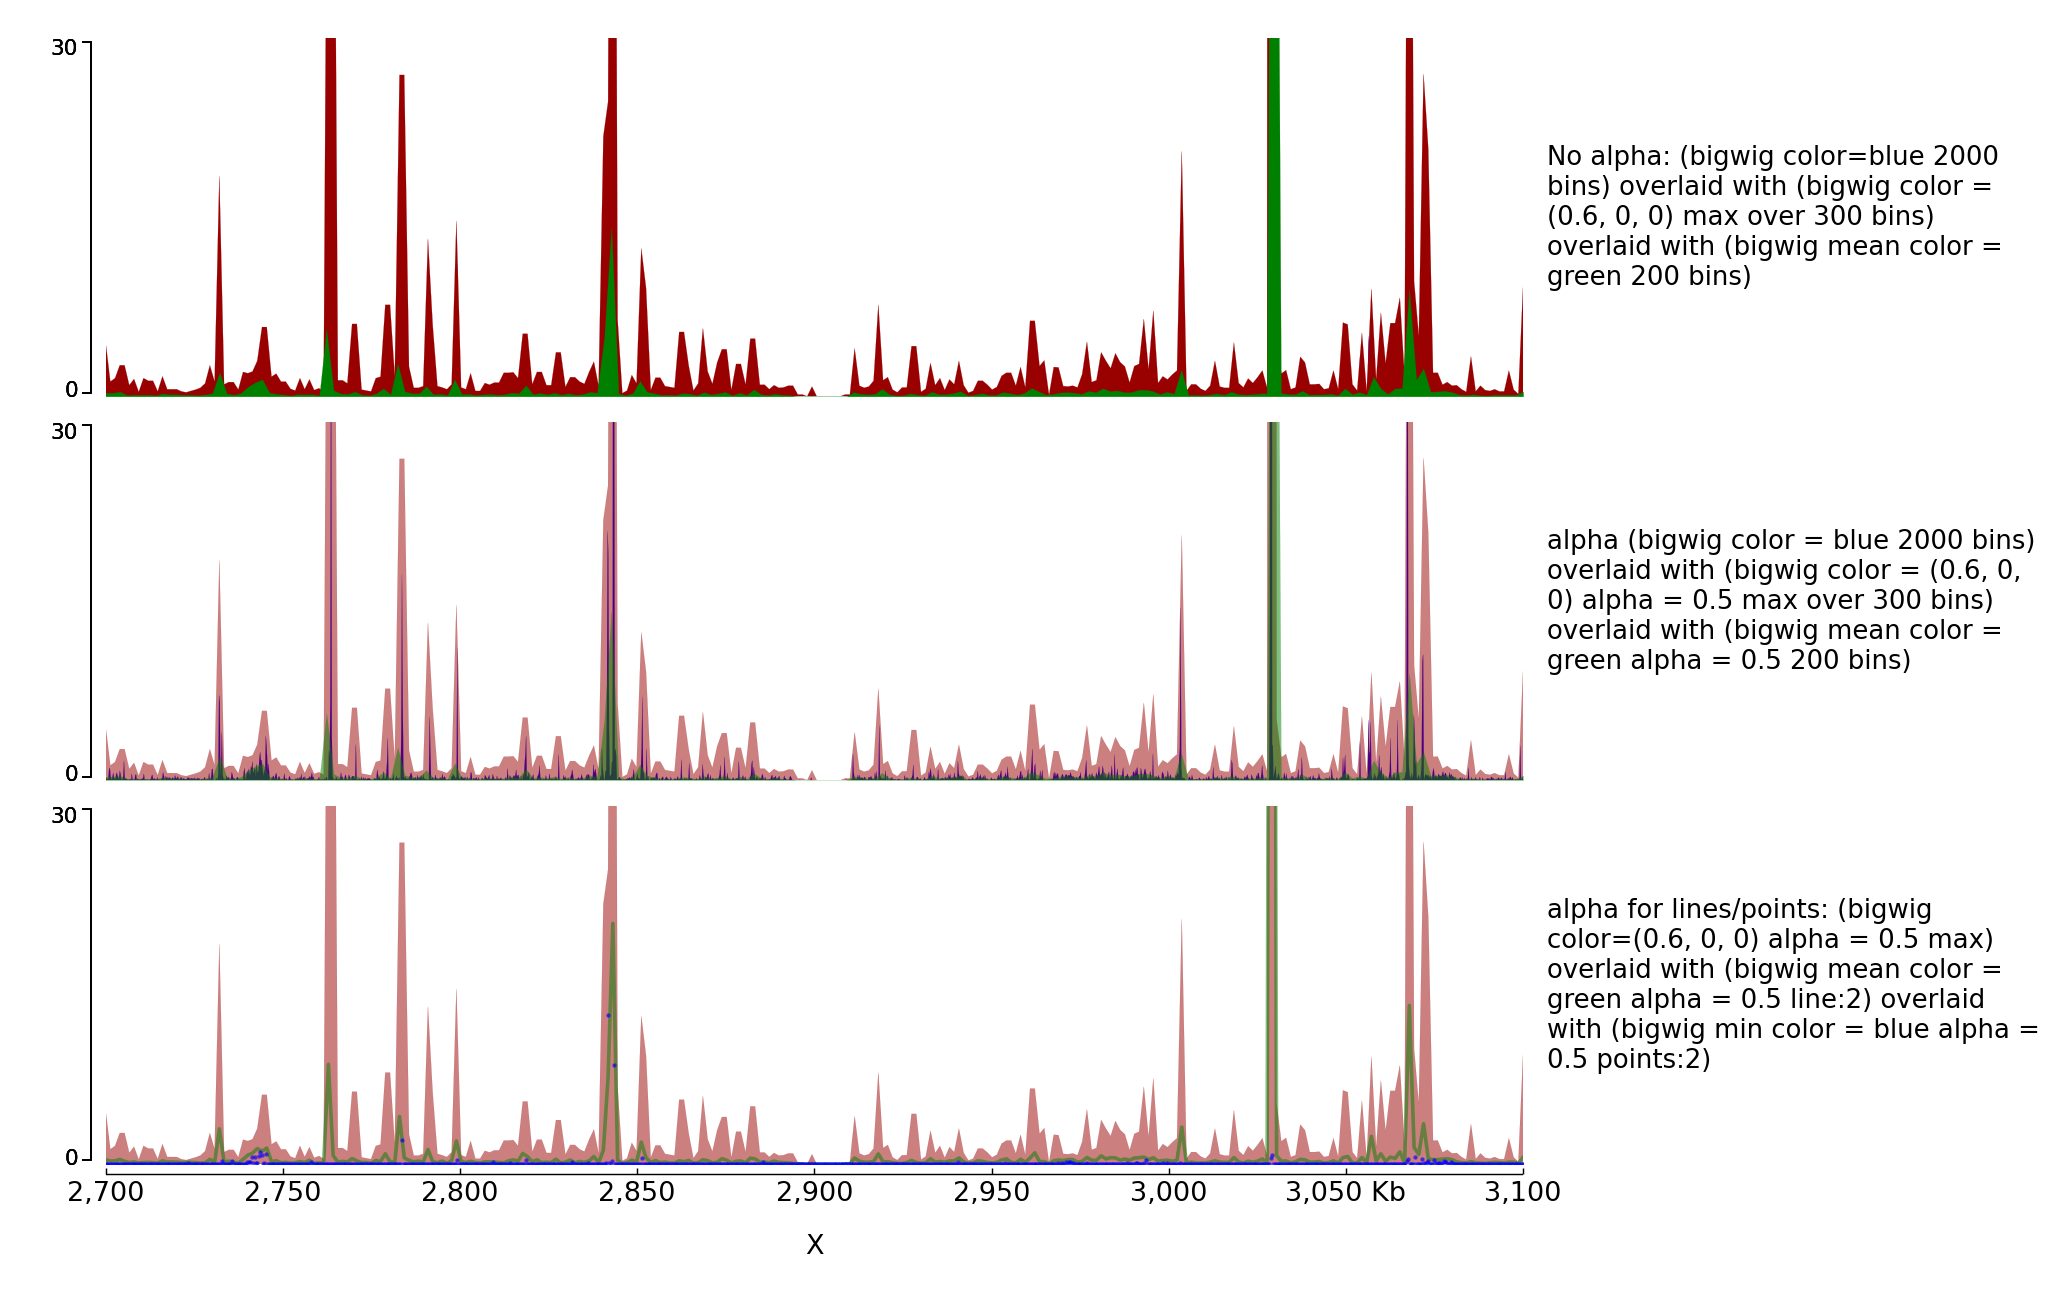 30
0
No alpha: (bigwig color=blue 2000
bins) overlaid with (bigwig color =
(0.6, 0, 0) max over 300 bins)
overlaid with (bigwig mean color =
green 200 bins)
30
0
alpha (bigwig color = blue 2000 bins)
overlaid with (bigwig color = (0.6, 0,
0) alpha = 0.5 max over 300 bins)
overlaid with (bigwig mean color =
green alpha = 0.5 200 bins)
30
0
alpha for lines/points: (bigwig
color=(0.6, 0, 0) alpha = 0.5 max)
overlaid with (bigwig mean color =
green alpha = 0.5 line:2) overlaid
with (bigwig min color = blue alpha =
0.5 points:2)
2,700 2,750 2,800 2,850 2,900 2,950 3,000 3,050 Kb 3,100
X